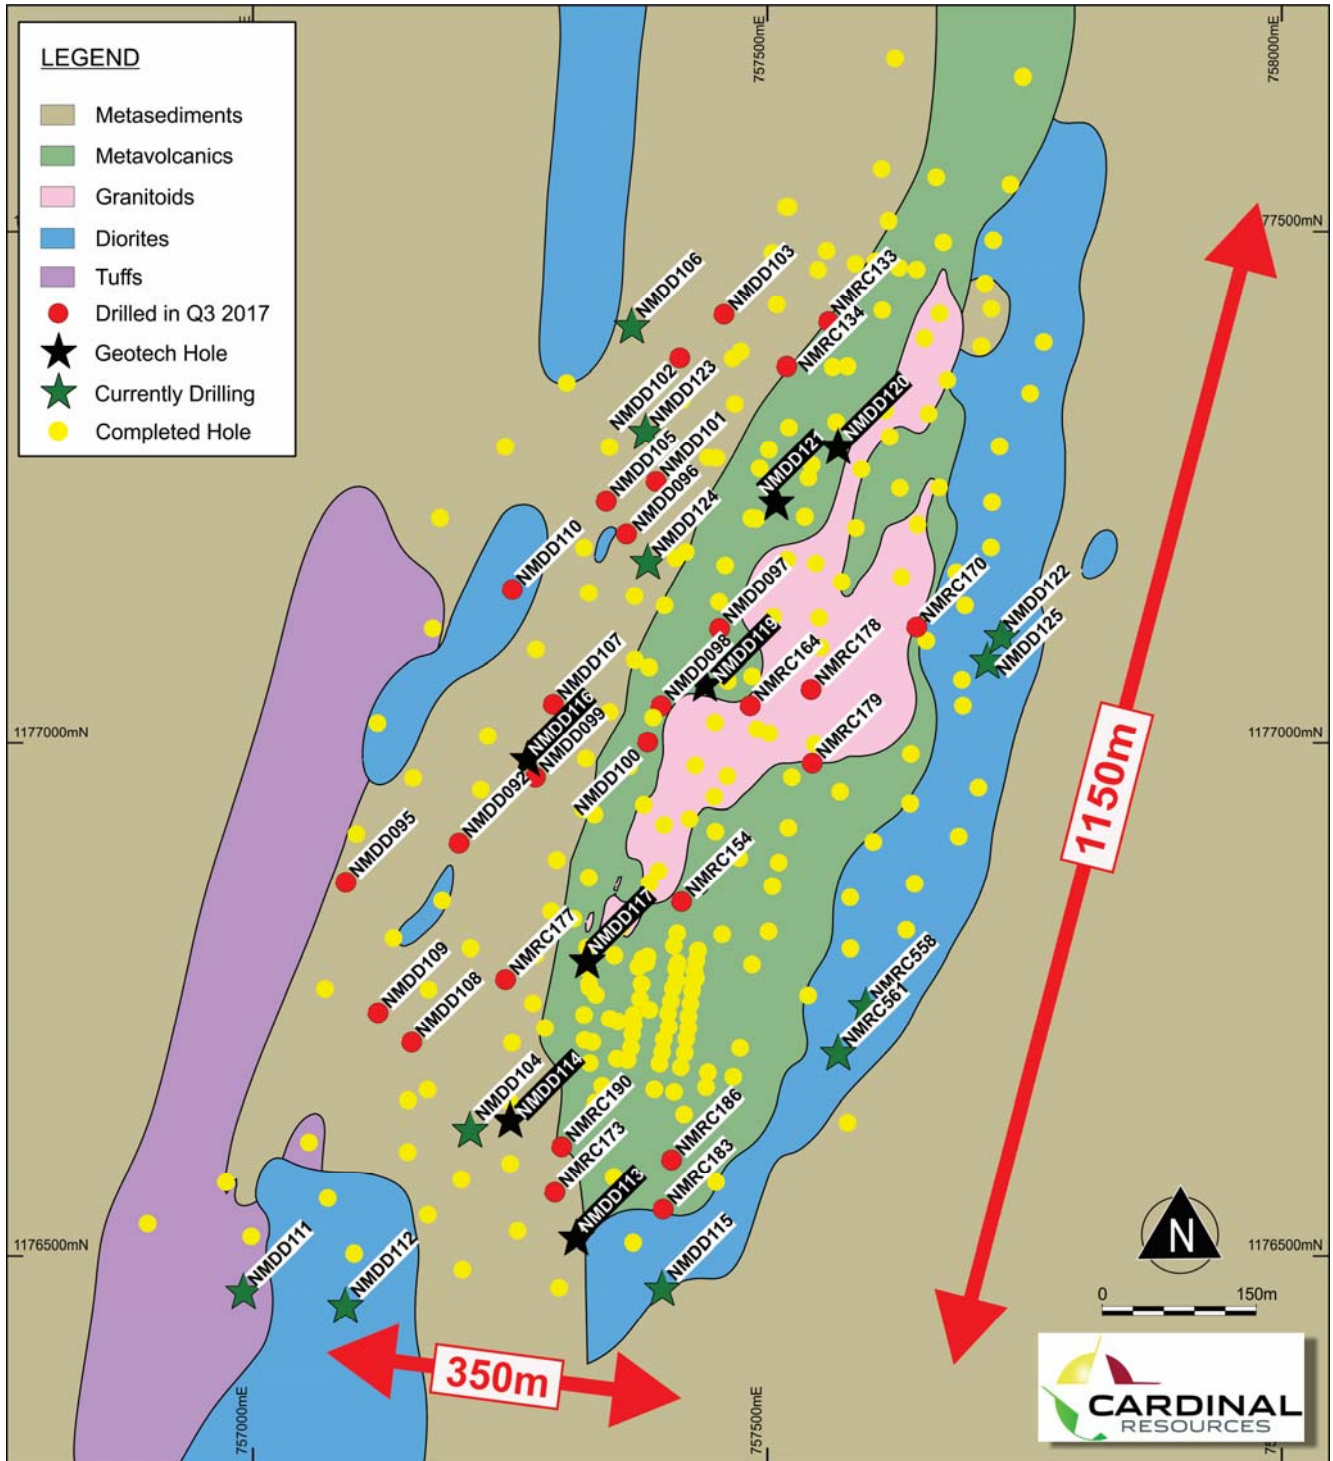 LEGEND
Metasediments
Metavolcanics
Granitoids
Diorites
Tuffs
Drilled in Q3 2017
Geotech Hole
Currently Drilling
Completed Hole
757500mE
758000mE
77500mN
1177500mN
NMDD106
NMDD103
NMRC133
NMRC134
NMDD102
NMDD123
NMDD120
NMDD105
NMDD101
NMDD121
NMDD096
NMDD124
NMDD110
NMDD097
NMRC170
NMDD122
NMDD125
NMDD119
NMDD098
NMRC178
NMRC164
NMDD107
NMDD116
NMDD099
NMRC179
1177000mN
1177000mN
NMDD100
NMDD092
NMDD095
1150m
NMRC154
NMDD117
NMRC177
NMRC558
NMRC561
NMDD109
NMDD108
NMDD104
NMDD114
NMRC190
NMRC186
NMRC173
NMRC183
NMDD113
1176500mN
1176500mN
NMDD111
NMDD112
NMDD115
N
0 150m
350m
757000mE
757500mE
CARDINAL
RESOURCES